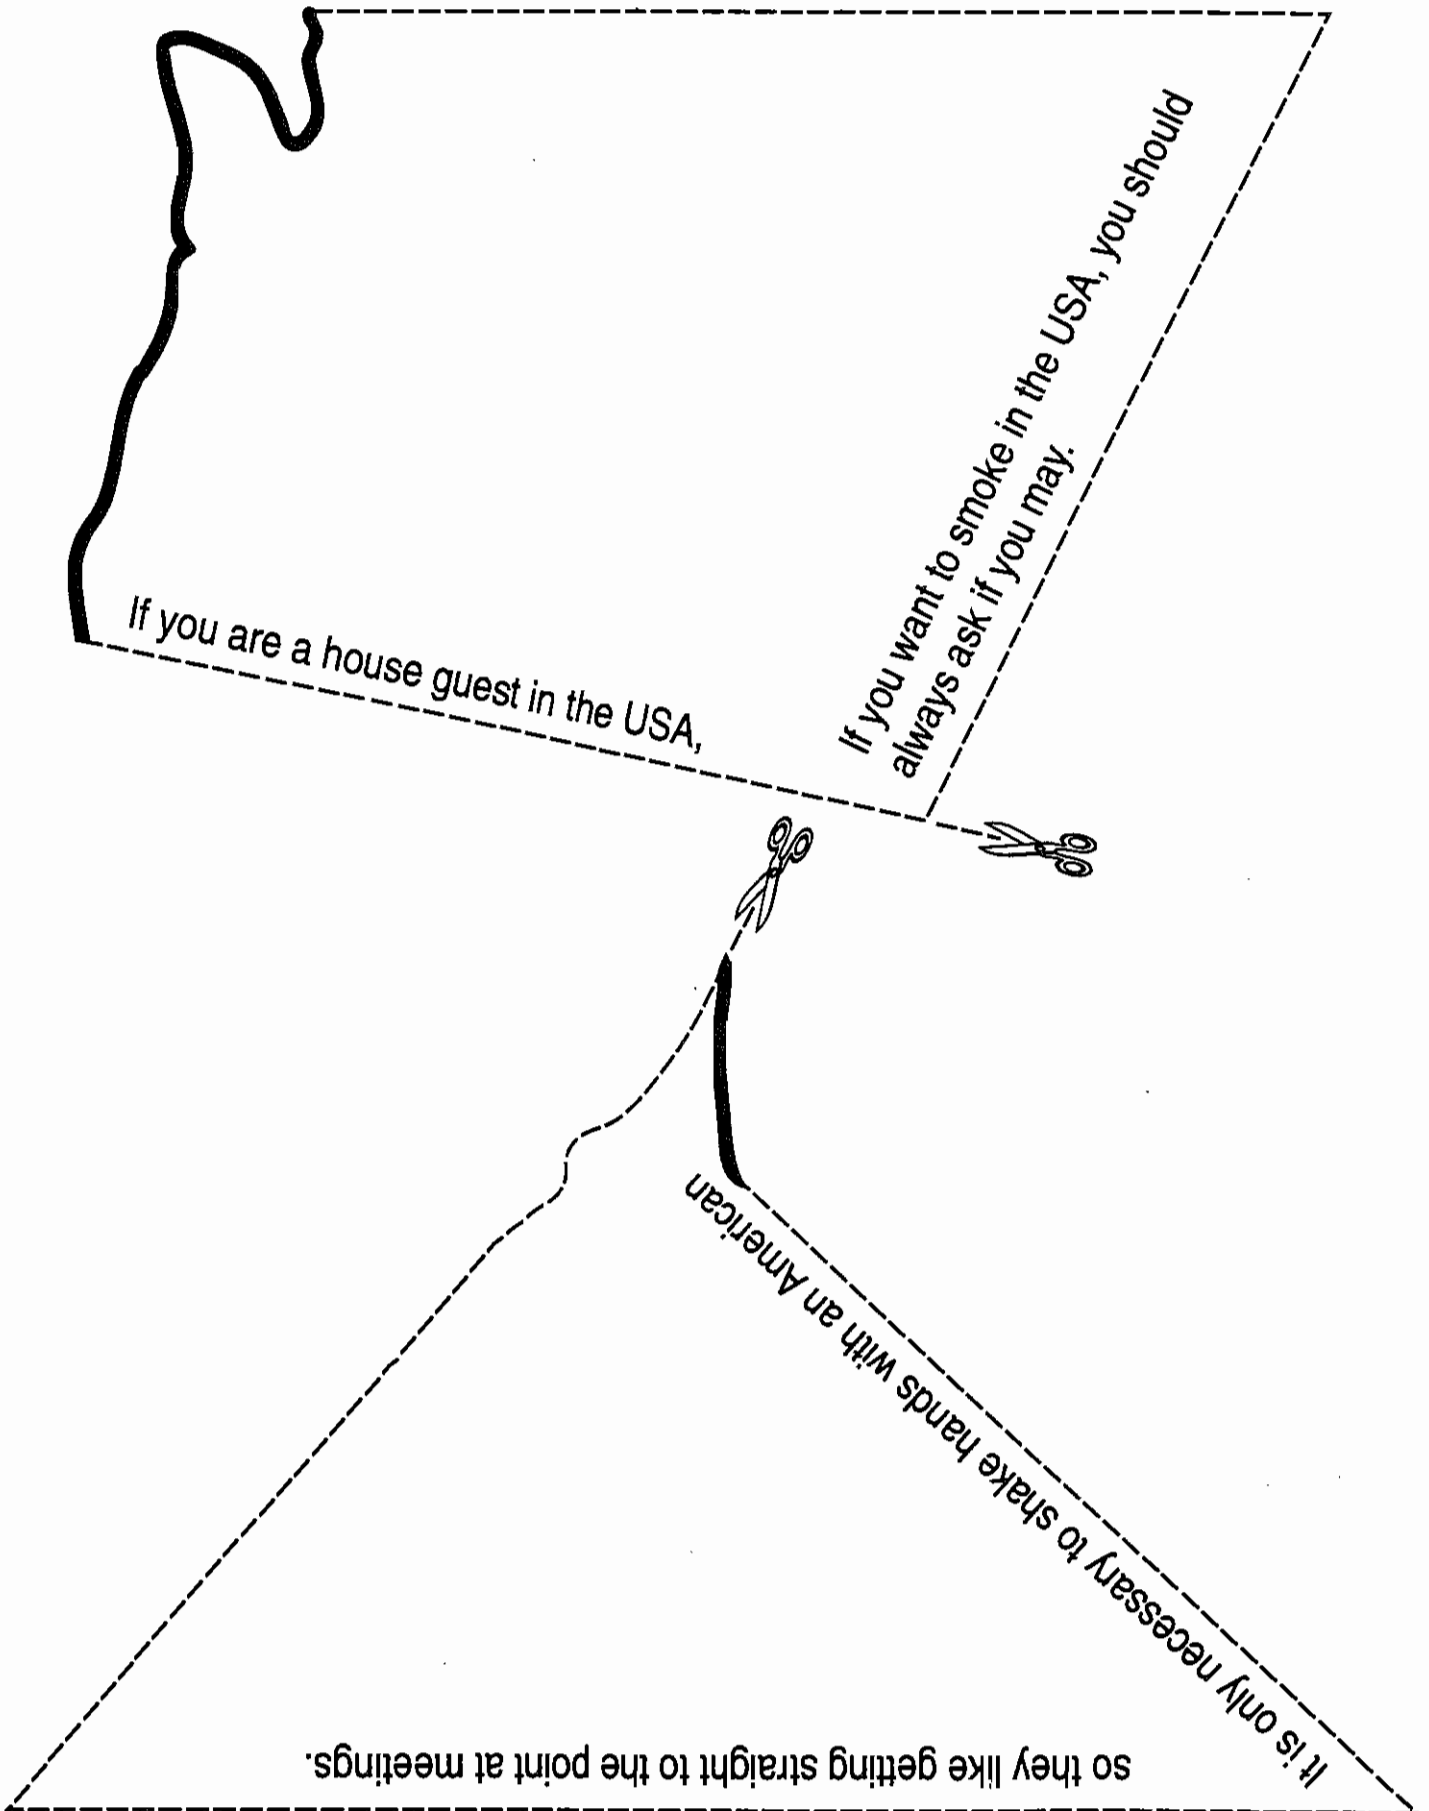 If you are a house guest in the USA,
If you want to smoke in the USA, you should
always ask if you may.
It is only necessary to shake hands with an American
so they like getting straight to the point at meetings.